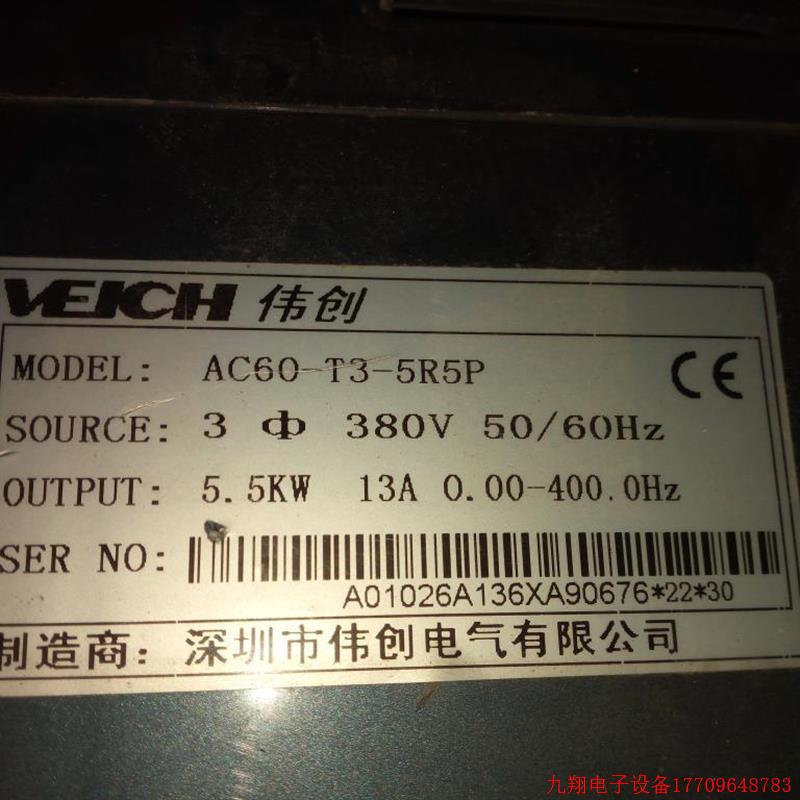 VEICH 伟创
MODEL: AC60-T3-5R5P CE
SOURCE: 3 Φ 380V 50/60Hz
OUTPUT: 5.5KW 13A 0.00-400.0Hz
SER NO:
A01026A136XA90676*22*30
制造商: 深圳市伟创电气有限公司
九翔电子设备17709648783